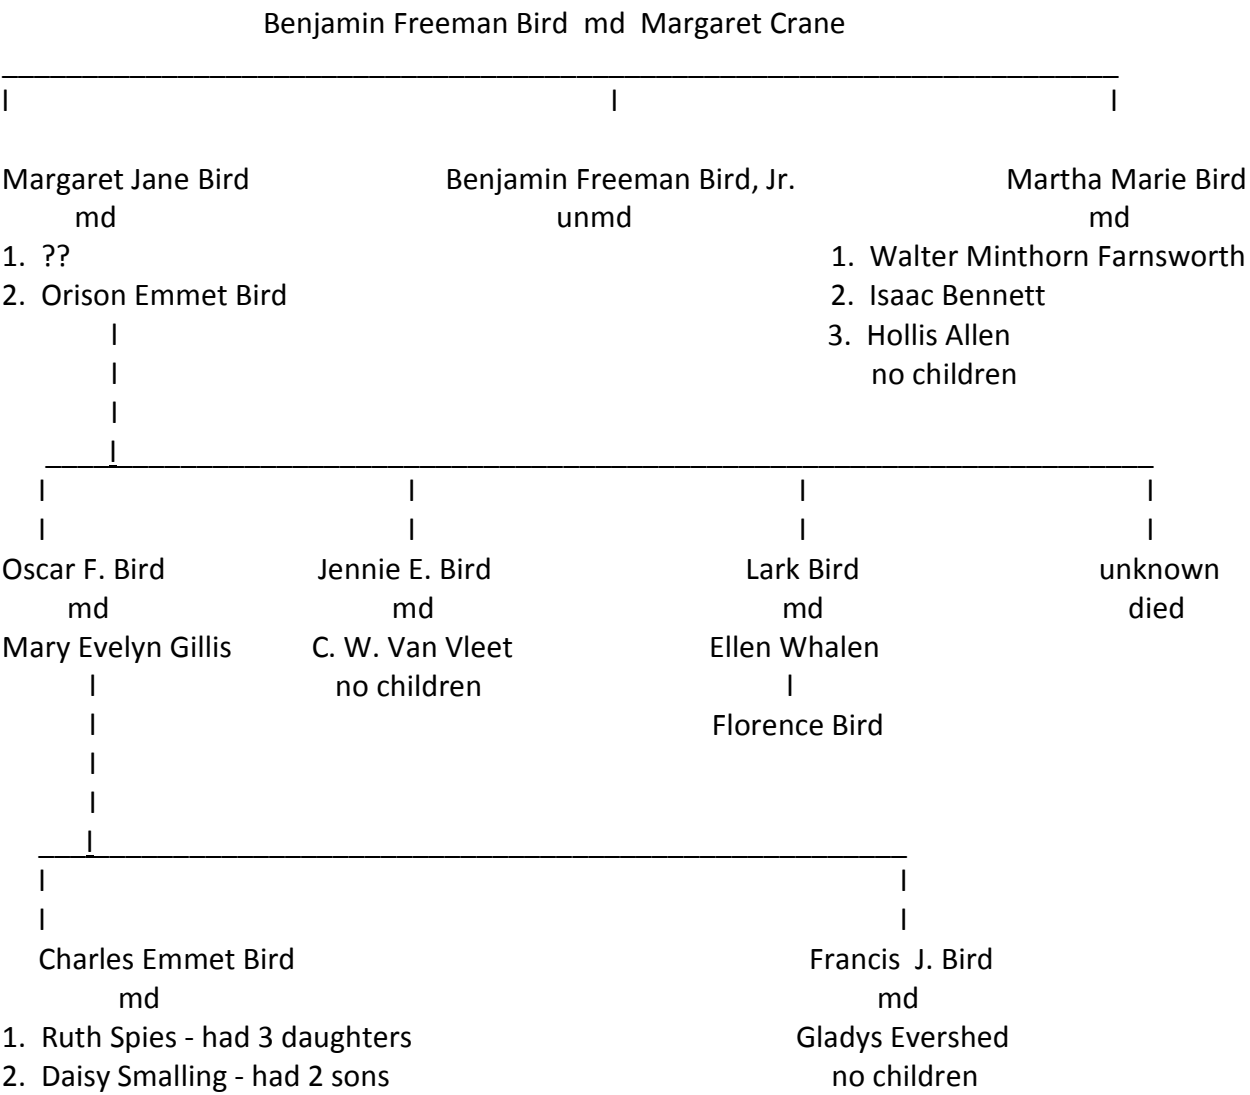 Benjamin Freeman Bird md Margaret Crane
Margaret Jane Bird Benjamin Freeman Bird, Jr. Martha Marie Bird
md unmd md
1. ?? 1. Walter Minthorn Farnsworth
2. Orison Emmet Bird 2. Isaac Bennett
3. Hollis Allen
no children
Oscar F. Bird Jennie E. Bird Lark Bird unknown
md md md died
Mary Evelyn Gillis C. W. Van Vleet Ellen Whalen
no children
Florence Bird
Charles Emmet Bird Francis J. Bird
md md
1. Ruth Spies - had 3 daughters Gladys Evershed
2. Daisy Smalling - had 2 sons no children